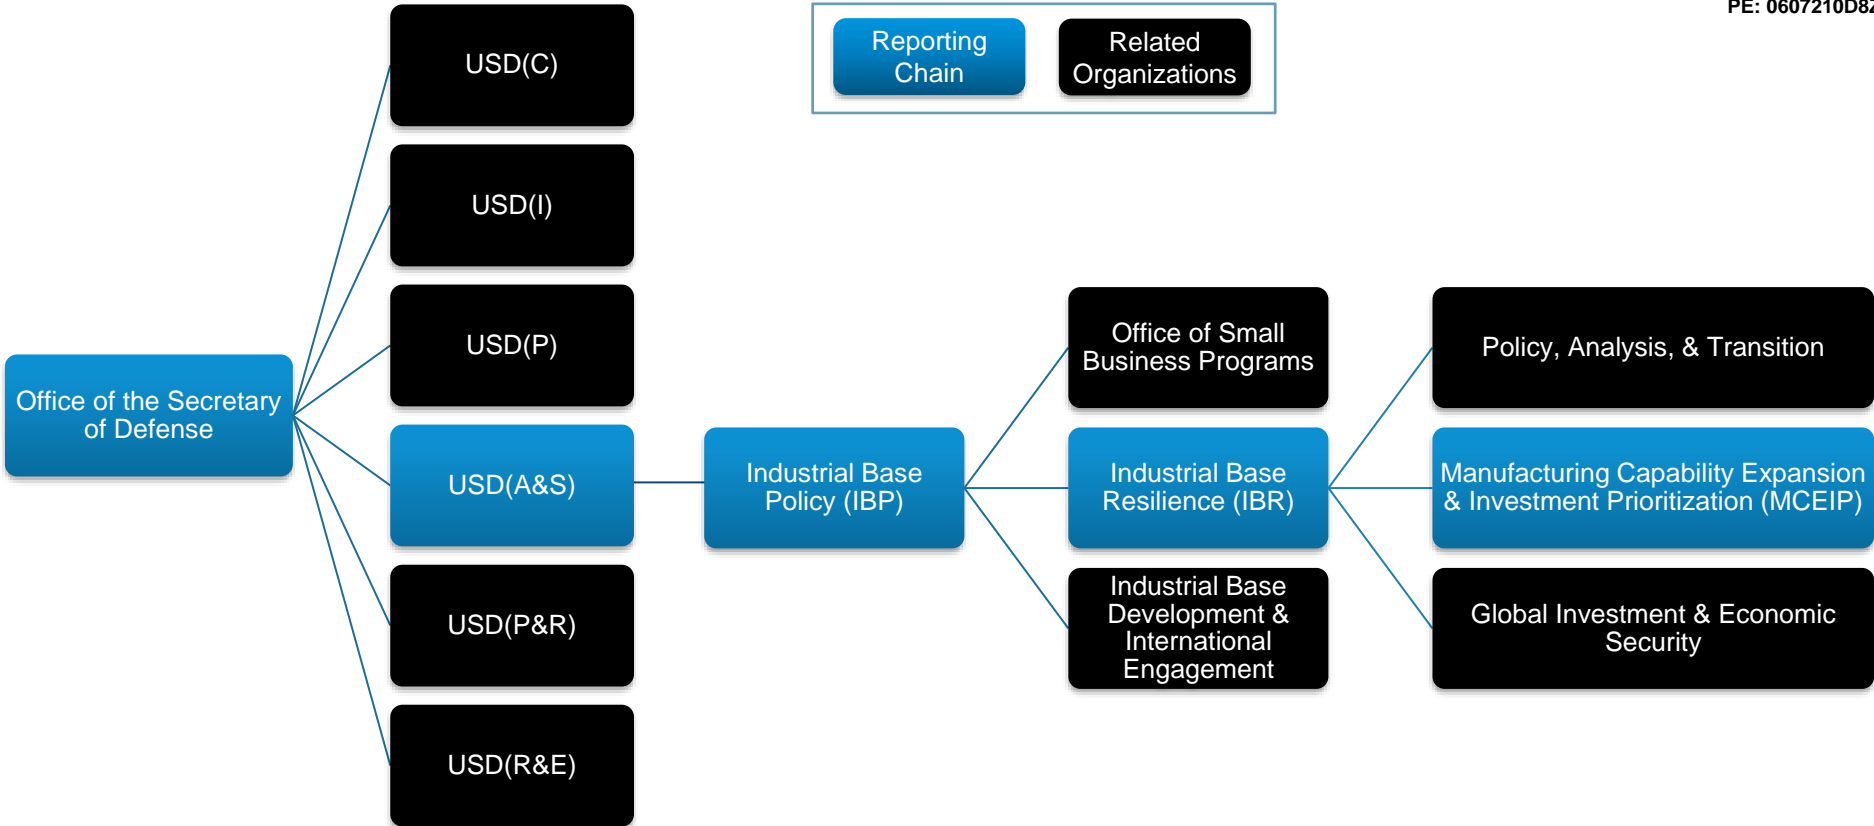 PE: 0607210D8Z
Reporting
Chain
Related
Organizations
USD(C)
USD(I)
USD(P)
Office of the Secretary
of Defense
USD(A&S)
USD(P&R)
USD(R&E)
Industrial Base
Policy (IBP)
Office of Small
Business Programs
Industrial Base
Resilience (IBR)
Industrial Base
Development &
International
Engagement
Policy, Analysis, & Transition
Manufacturing Capability Expansion
& Investment Prioritization (MCEIP)
Global Investment & Economic
Security